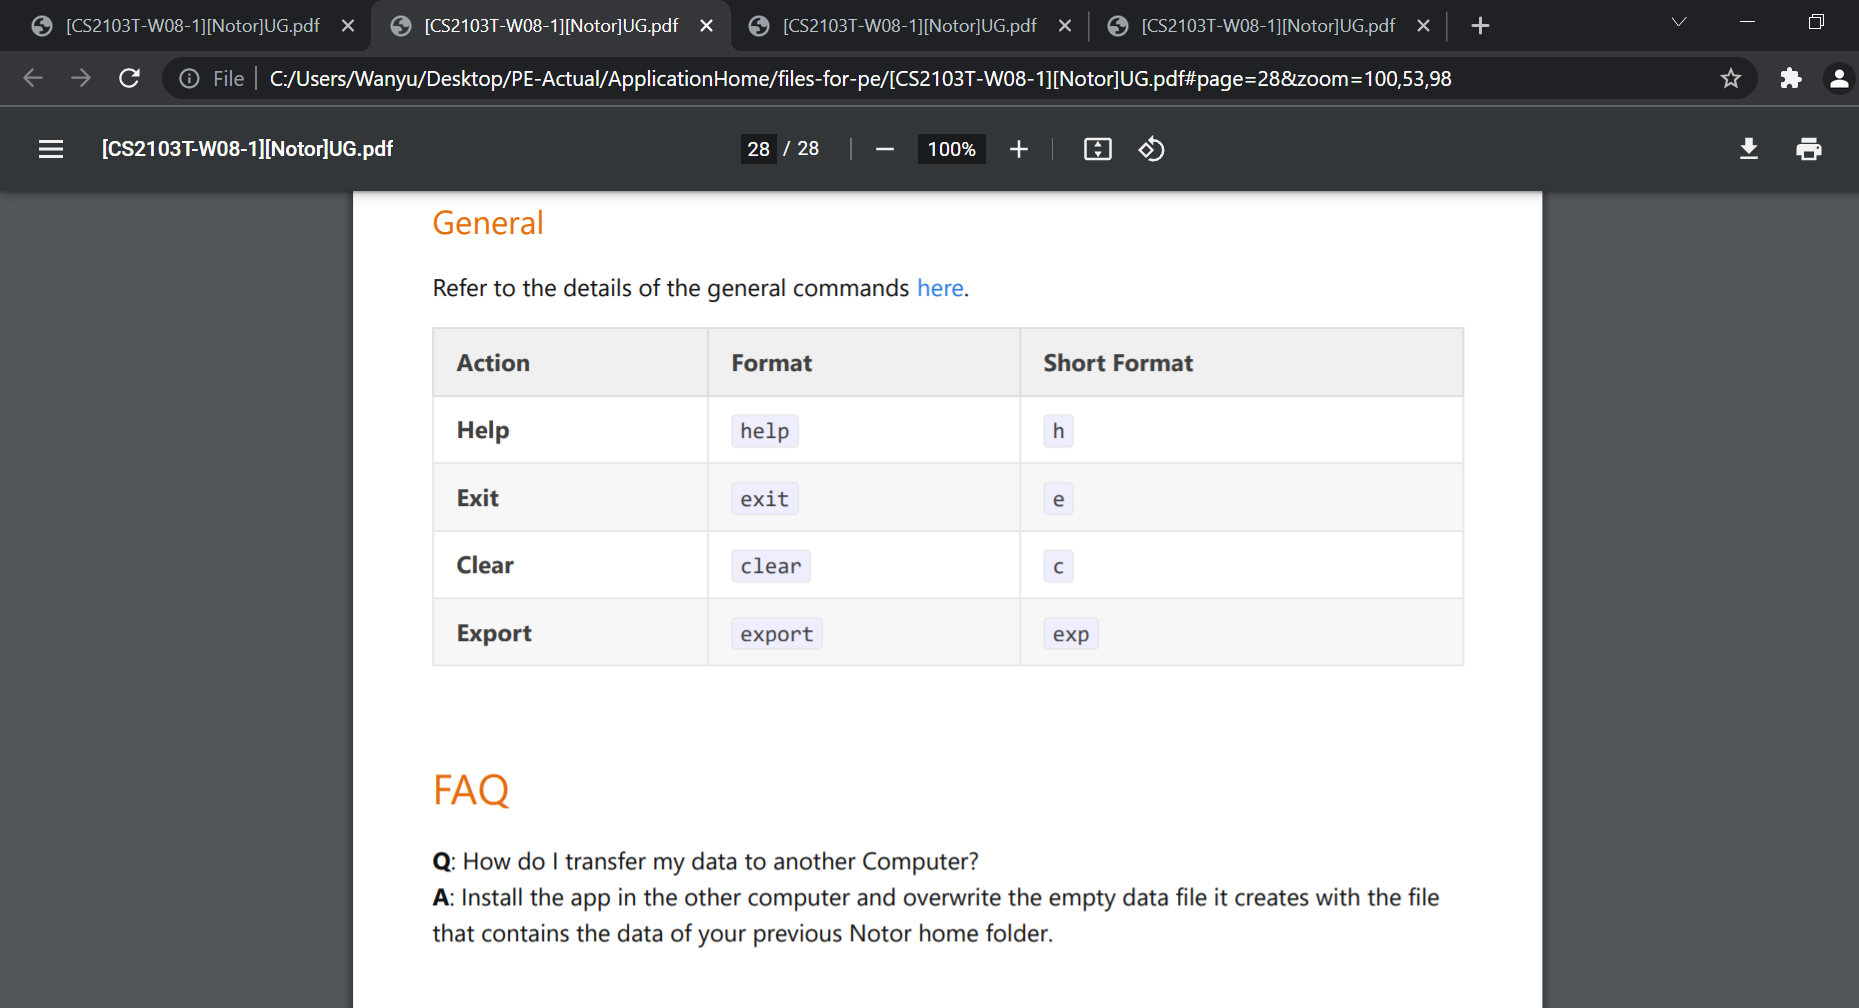 [CS2103T-W08-1][Notor]UG.pdf [CS2103T-W08-1][Notor]UG.pdf [CS2103T-W08-1][Notor]UG.pdf [CS2103T-W08-1][Notor]UG.pdf
File C:/Users/Wanyu/Desktop/PE-Actual/ApplicationHome/files-for-pe/[CS2103T-W08-1][Notor]UG.pdf#page=28&zoom=100,53,98
[CS2103T-W08-1][Notor]UG.pdf 28 / 28 100%
General
Refer to the details of the general commands here.
Action Format Short Format
Help help h
Exit exit e
Clear clear c
Export export exp
FAQ
Q: How do I transfer my data to another Computer?
A: Install the app in the other computer and overwrite the empty data file it creates with the file
that contains the data of your previous Notor home folder.